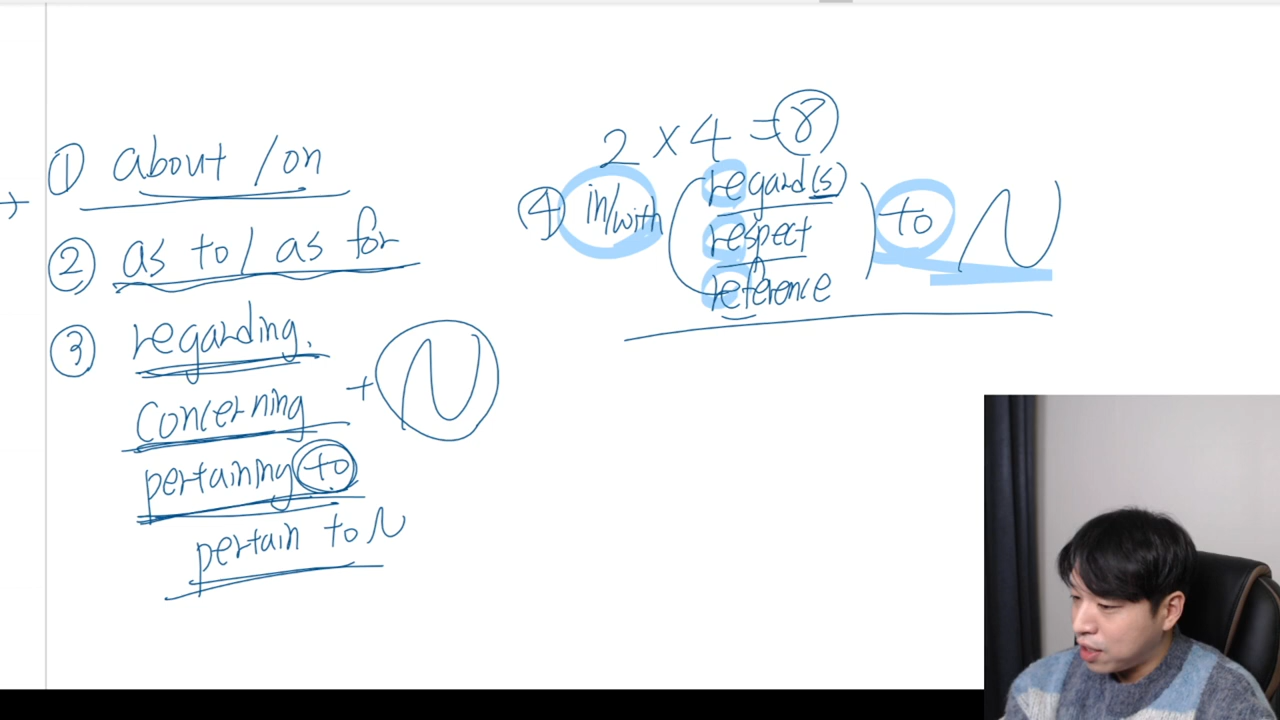 ① about / on
② as to / as for
③ regarding.
concerning
+ N
pertaining to
pertain to N
2 × 4 = 8
④ in/with ( regard(s)
respect
reference ) to N